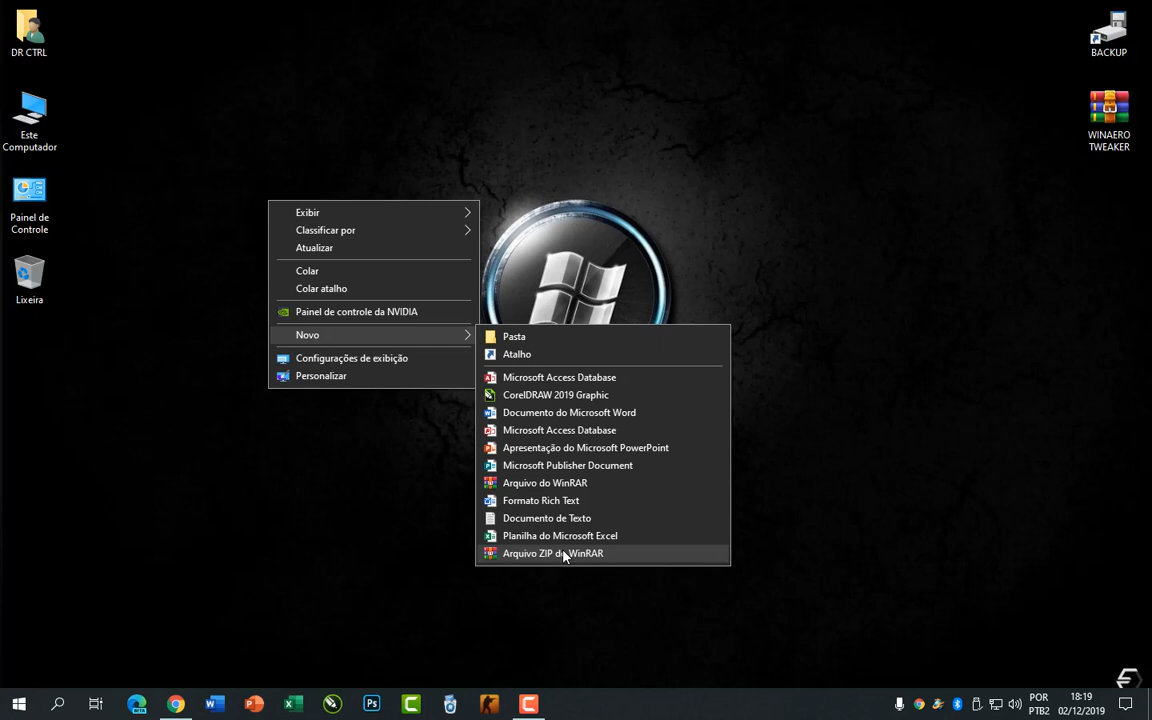 DR CTRL
Este
Computador
Painel de
Controle
Lixeira
BACKUP
WINAERO
TWEAKER
Exibir
Classificar por
Atualizar
Colar
Colar atalho
Painel de controle da NVIDIA
Novo
Configurações de exibição
Personalizar
Pasta
Atalho
Microsoft Access Database
CorelDRAW 2019 Graphic
Documento do Microsoft Word
Microsoft Access Database
Apresentação do Microsoft PowerPoint
Microsoft Publisher Document
Arquivo do WinRAR
Formato Rich Text
Documento de Texto
Planilha do Microsoft Excel
Arquivo ZIP do WinRAR
POR
PTB2
18:19
02/12/2019